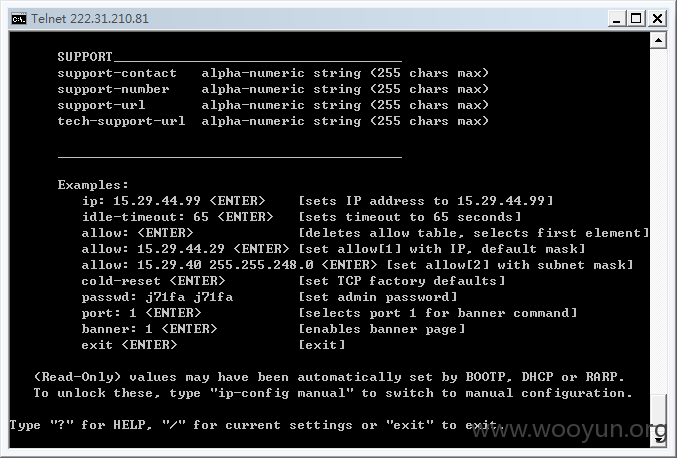 Telnet 222.31.210.81
SUPPORT____________________________________
support-contact   alpha-numeric string (255 chars max)
support-number    alpha-numeric string (255 chars max)
support-url       alpha-numeric string (255 chars max)
tech-support-url  alpha-numeric string (255 chars max)
___________________________________________
Examples:
ip: 15.29.44.99 <ENTER>    [sets IP address to 15.29.44.99]
idle-timeout: 65 <ENTER>   [sets timeout to 65 seconds]
allow: <ENTER>             [deletes allow table, selects first element]
allow: 15.29.44.29 <ENTER> [set allow[1] with IP, default mask]
allow: 15.29.40 255.255.248.0 <ENTER> [set allow[2] with subnet mask]
cold-reset <ENTER>         [set TCP factory defaults]
passwd: j71fa j71fa        [set admin password]
port: 1 <ENTER>            [selects port 1 for banner command]
banner: 1 <ENTER>          [enables banner page]
exit <ENTER>               [exit]
(Read-Only) values may have been automatically set by BOOTP, DHCP or RARP.
To unlock these, type "ip-config manual" to switch to manual configuration.
Type "?" for HELP, "/" for current settings or "exit" to exit.
www.wooyun.org